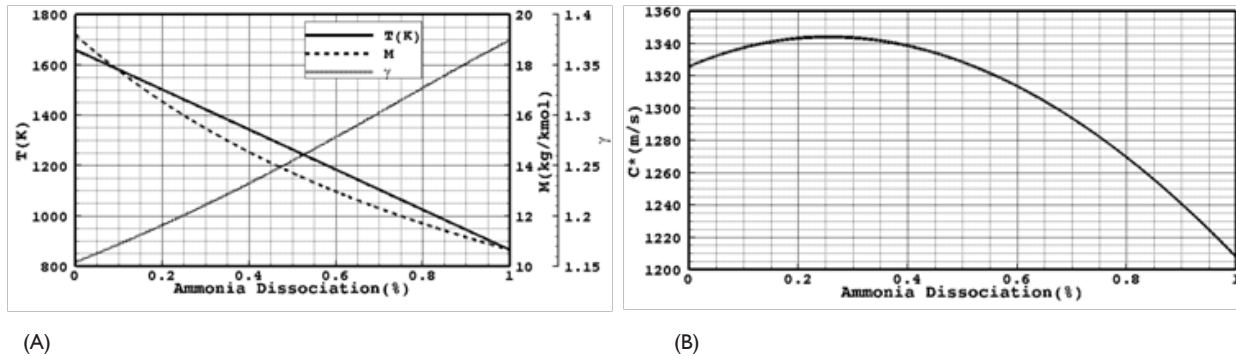 1800
1600
1400
1200
1000
800
T(K)
T(K)
M
γ
20
18
16
14
12
10
M(kg/kmol)
1.4
1.35
1.3
1.25
1.2
1.15
γ
0 0.2 0.4 0.6 0.8 1
Ammonia Dissociation(%)
(A)
1360
1340
1320
1300
1280
1260
1240
1220
1200
C*(m/s)
0 0.2 0.4 0.6 0.8 1
Ammonia Dissociation(%)
(B)